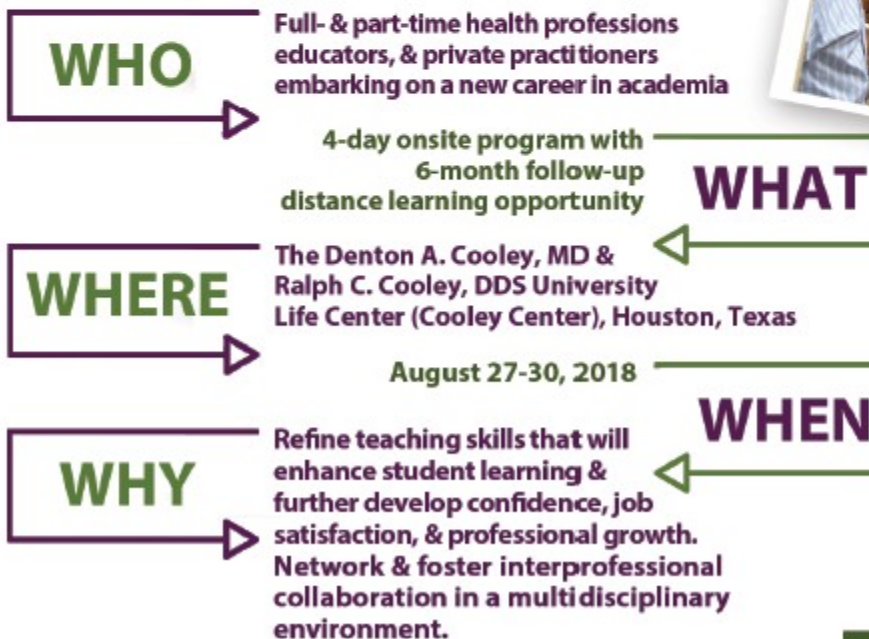 WHO
Full- & part-time health professions
educators, & private practitioners
embarking on a new career in academia
WHAT
4-day onsite program with
6-month follow-up
distance learning opportunity
WHERE
The Denton A. Cooley, MD &
Ralph C. Cooley, DDS University
Life Center (Cooley Center), Houston, Texas
WHEN
August 27-30, 2018
WHY
Refine teaching skills that will
enhance student learning &
further develop confidence, job
satisfaction, & professional growth.
Network & foster interprofessional
collaboration in a multidisciplinary
environment.